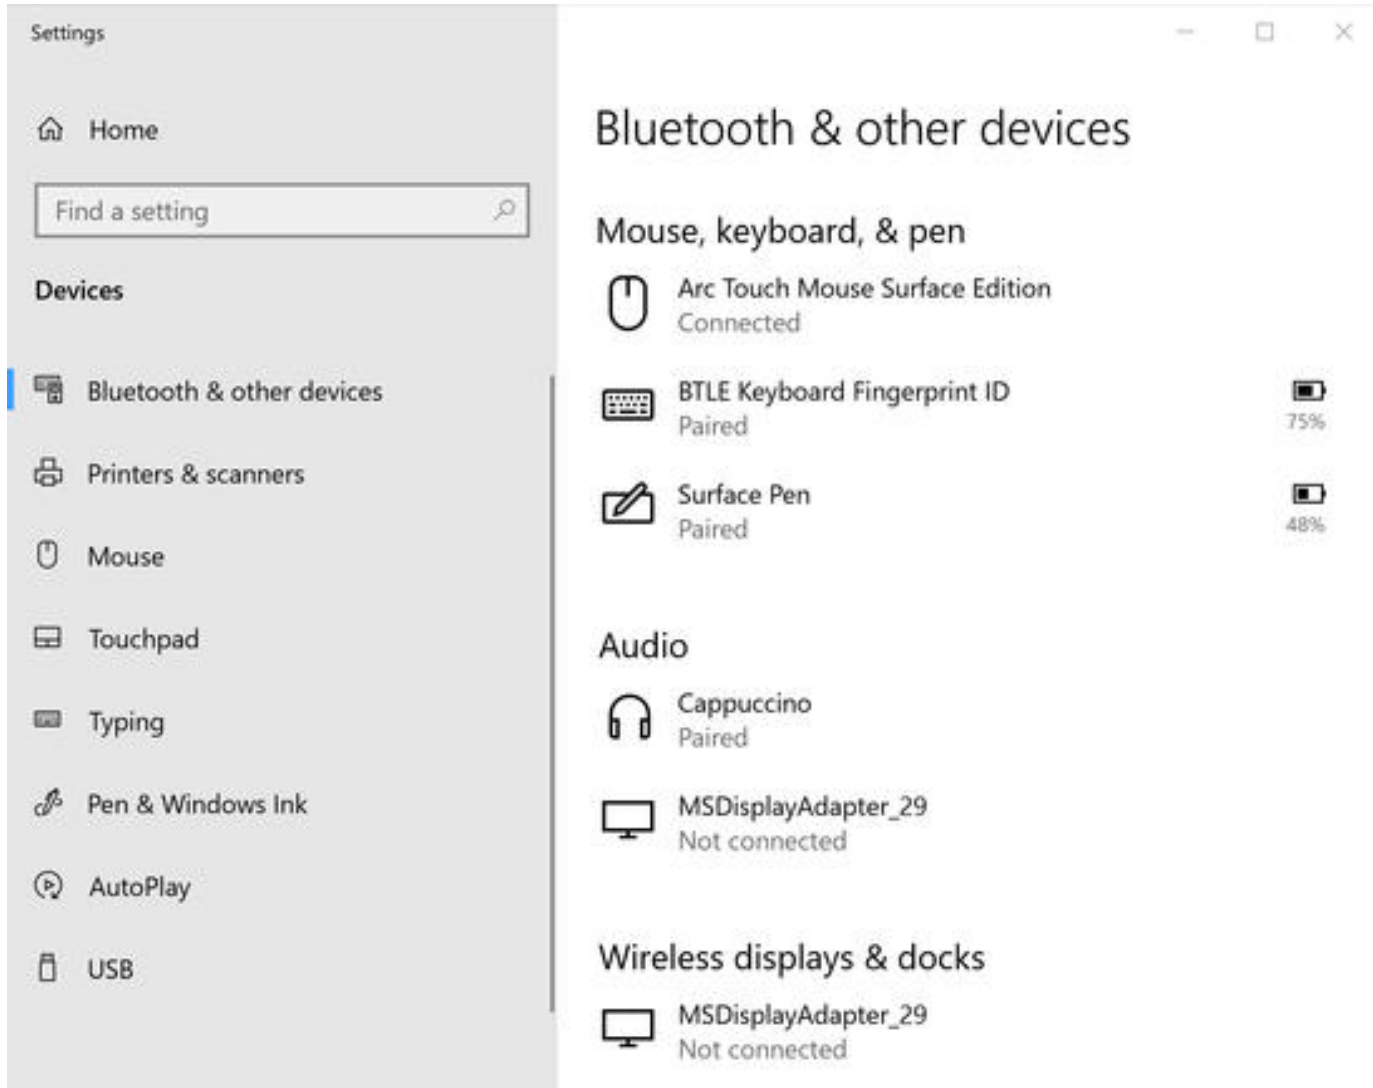 Settings
Home
Find a setting
Devices
Bluetooth & other devices
Printers & scanners
Mouse
Touchpad
Typing
Pen & Windows Ink
AutoPlay
USB
Bluetooth & other devices
Mouse, keyboard, & pen
Arc Touch Mouse Surface Edition
Connected
BTLE Keyboard Fingerprint ID
Paired
75%
Surface Pen
Paired
48%
Audio
Cappuccino
Paired
MSDisplayAdapter_29
Not connected
Wireless displays & docks
MSDisplayAdapter_29
Not connected